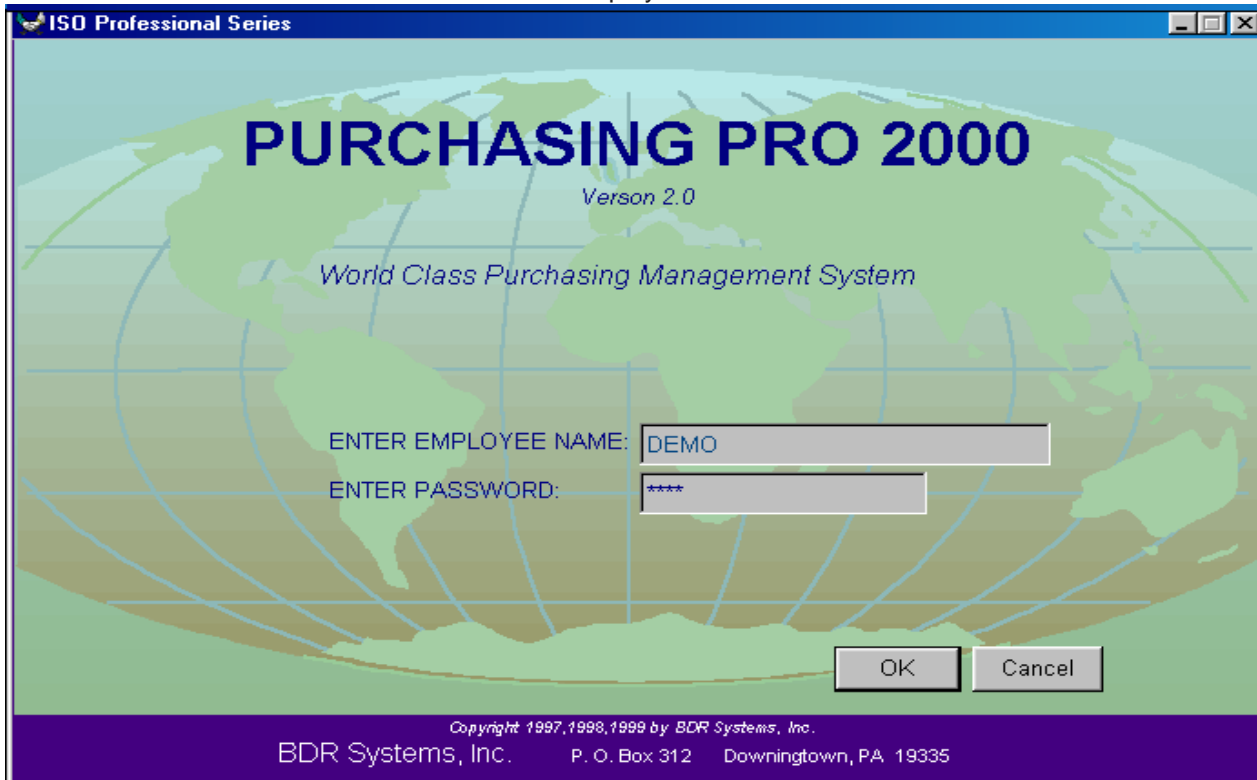 ISO Professional Series
PURCHASING PRO 2000
Verson 2.0
World Class Purchasing Management System
ENTER EMPLOYEE NAME: DEMO
ENTER PASSWORD: ****
OK Cancel
Copyright 1997,1998,1999 by BDR Systems, Inc.
BDR Systems, Inc. P. O. Box 312 Downingtown, PA 19335